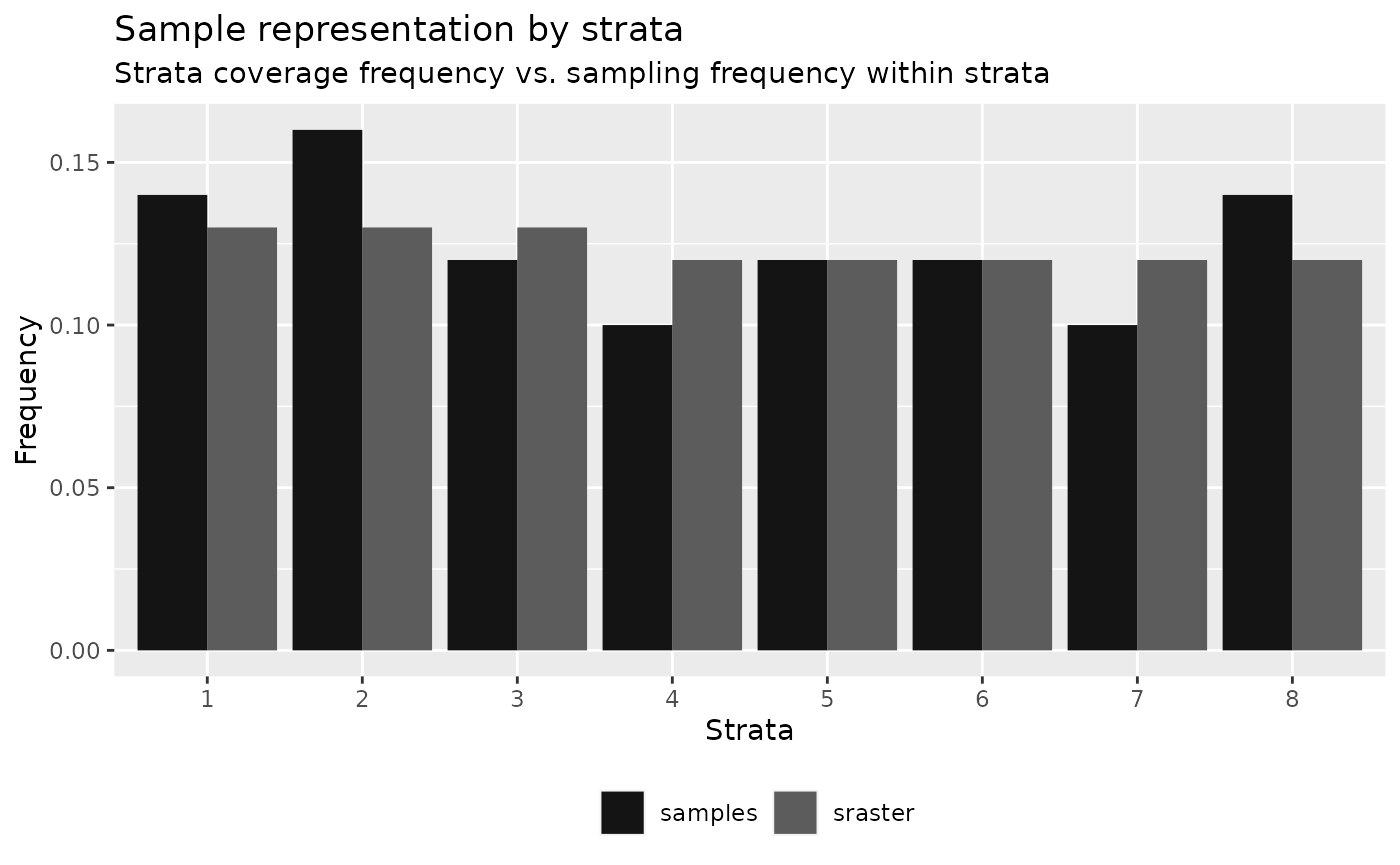 Sample representation by strata
Strata coverage frequency vs. sampling frequency within strata
Frequency
0.15
0.10
0.05
0.00
1 2 3 4 5 6 7 8
Strata
samples sraster